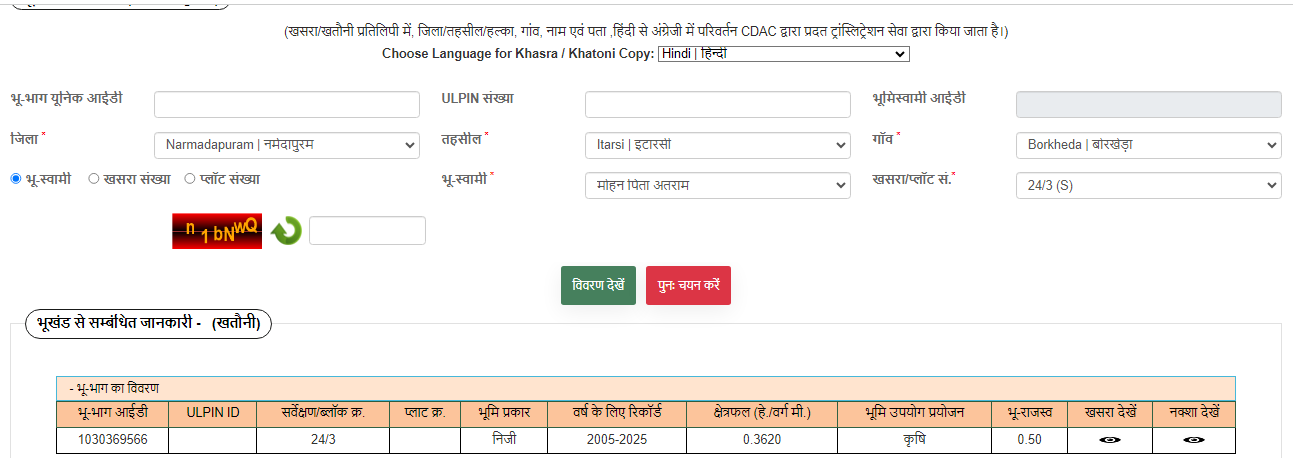 (खसरा/खतौनी प्रतिलिपी में, जिला/तहसील/हल्का, गांव, नाम एवं पता ,हिंदी से अंग्रेजी में परिवर्तन CDAC द्वारा प्रदत ट्रांस्लिट्रेशन सेवा द्वारा किया जाता है।)
Choose Language for Khasra / Khatoni Copy: Hindi | हिन्दी
भू-भाग यूनिक आईडी ULPIN संख्या भूमिस्वामी आईडी
जिला * Narmadapuram | नर्मदापुरम तहसील * Itarsi | इटारसी गाँव * Borkheda | बोरखेड़ा
भू-स्वामी खसरा संख्या प्लॉट संख्या भू-स्वामी * मोहन पिता अतराम खसरा/प्लॉट सं.* 24/3 (S)
n 1 b N w Q
विवरण देखें पुनः चयन करें
भूखंड से सम्बंधित जानकारी - (खतौनी)
- भू-भाग का विवरण
भू-भाग आईडी ULPIN ID सर्वेक्षण/ब्लॉक क्र. प्लाट क्र. भूमि प्रकार वर्ष के लिए रिकॉर्ड क्षेत्रफल (हे./वर्ग मी.) भूमि उपयोग प्रयोजन भू-राजस्व खसरा देखें नक्शा देखें
1030369566 24/3 निजी 2005-2025 0.3620 कृषि 0.50